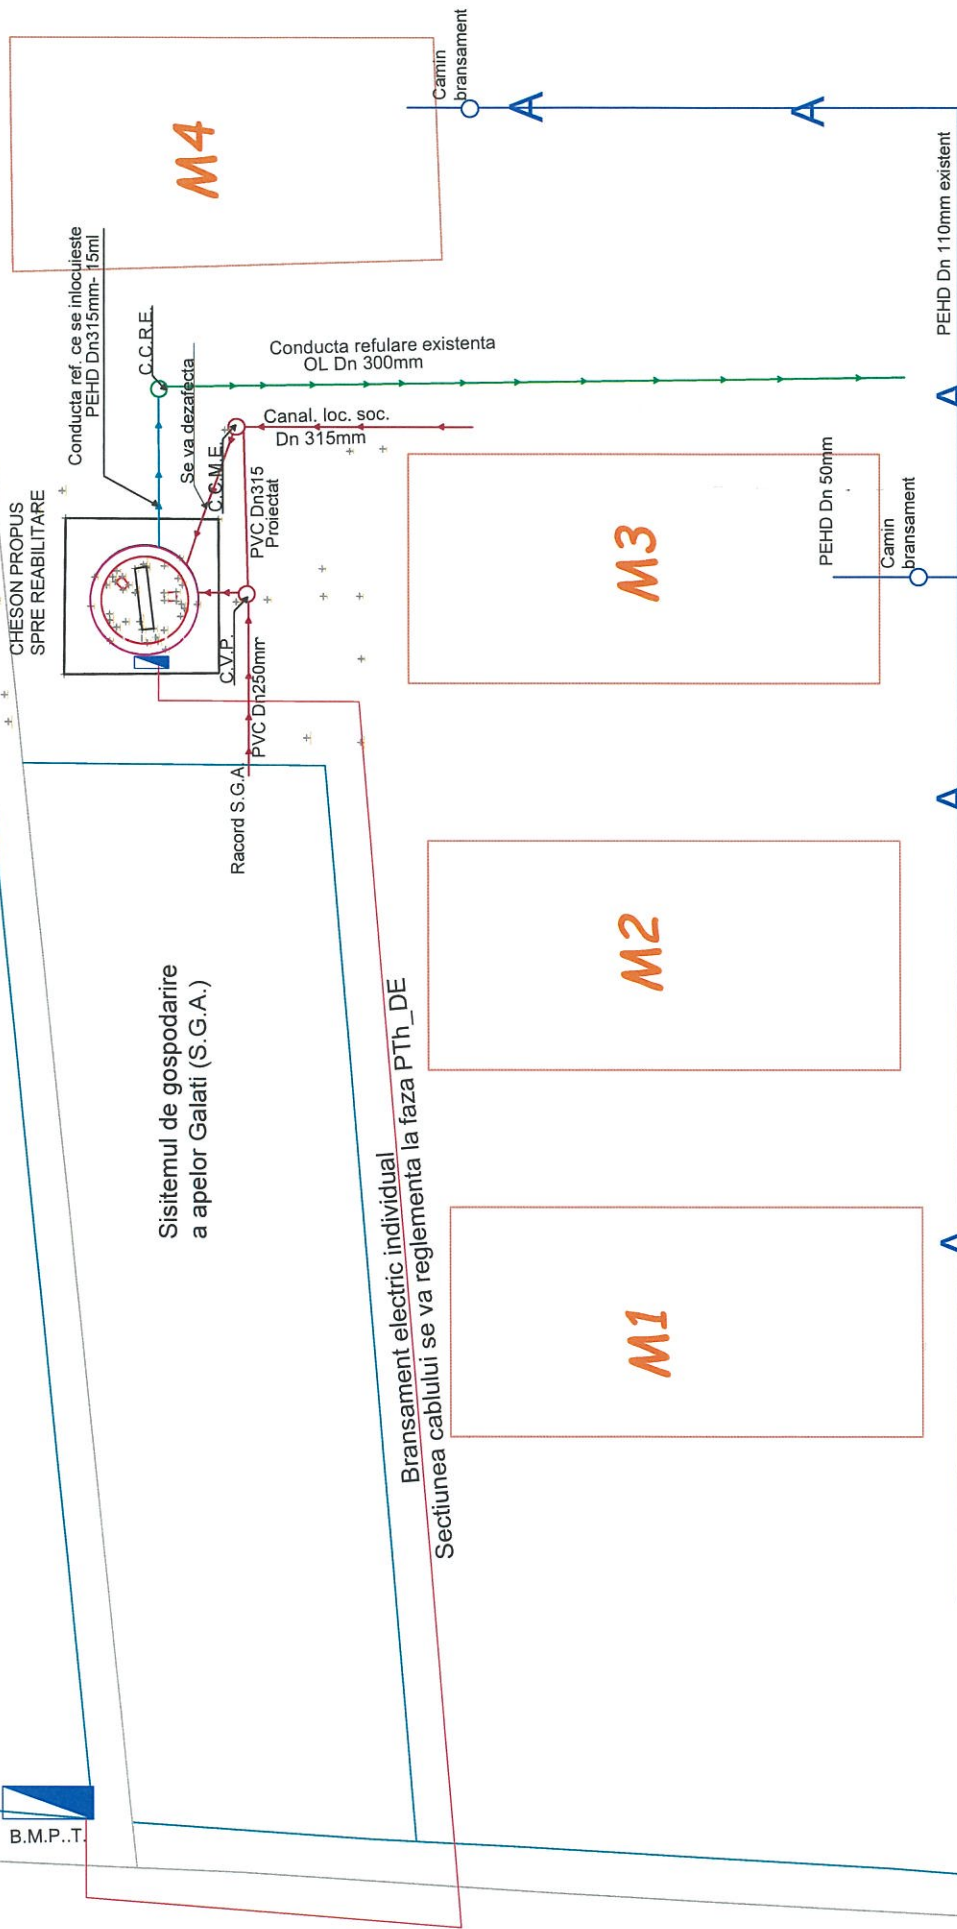 CHESON PROPUS
SPRE REABILITARE
Conducta ref. ce se inlocuieste
PEHD Dn315mm- 15ml
C.C.R.E.
Se va dezafecta
C.C.M.E.
Conducta refulare existenta
OL Dn 300mm
Canal. loc. soc.
Dn 315mm
PVC Dn315
Proiectat
C.V.P.
PVC Dn250mm
Racord S.G.A.
M4
Camin
bransament
A
A
PEHD Dn 110mm existent
A
M3
PEHD Dn 50mm
Camin
bransament
A
M2
Sisitemul de gospodarire
a apelor Galati (S.G.A.)
Bransament electric individual
Sectiunea cablului se va reglementa la faza PTh_DE
M1
A
B.M.P..T.